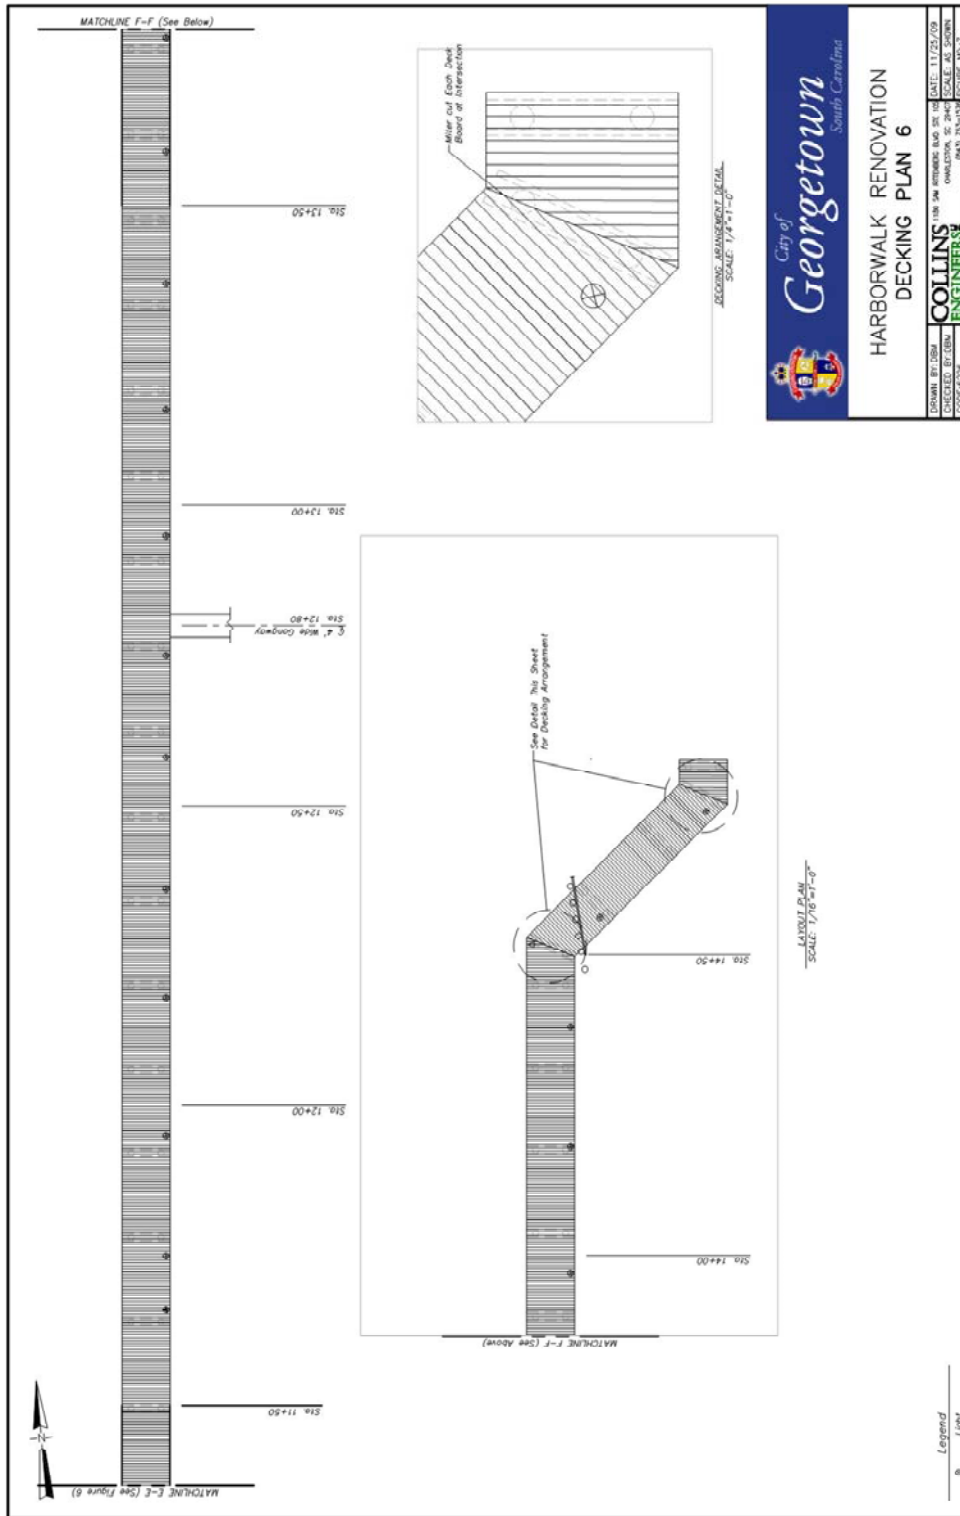 MATCHLINE F-F (See Below)
Sta. 13+50
Sta. 13+00
Sta. 12+80
℄ 4' Wide Gangway
Sta. 12+50
Sta. 12+00
Sta. 11+50
MATCHLINE E-E (See Figure 6)
N
Miter cut Each Deck
Board at Intersection
DECKING ARRANGEMENT DETAIL
SCALE: 1/4"=1'-0"
See Detail This Sheet
for Decking Arrangement
Sta. 14+50
Sta. 14+00
MATCHLINE F-F (See Above)
LAYOUT PLAN
SCALE: 1/16"=1'-0"
City of
Georgetown
South Carolina
HARBORWALK RENOVATION
DECKING PLAN 6
DRAWN BY: DBM
CHECKED BY: DBM
COLLINS
ENGINEERS
CHARLESTON, SC
DATE: 11/25/09
SCALE: AS SHOWN
Legend
Light